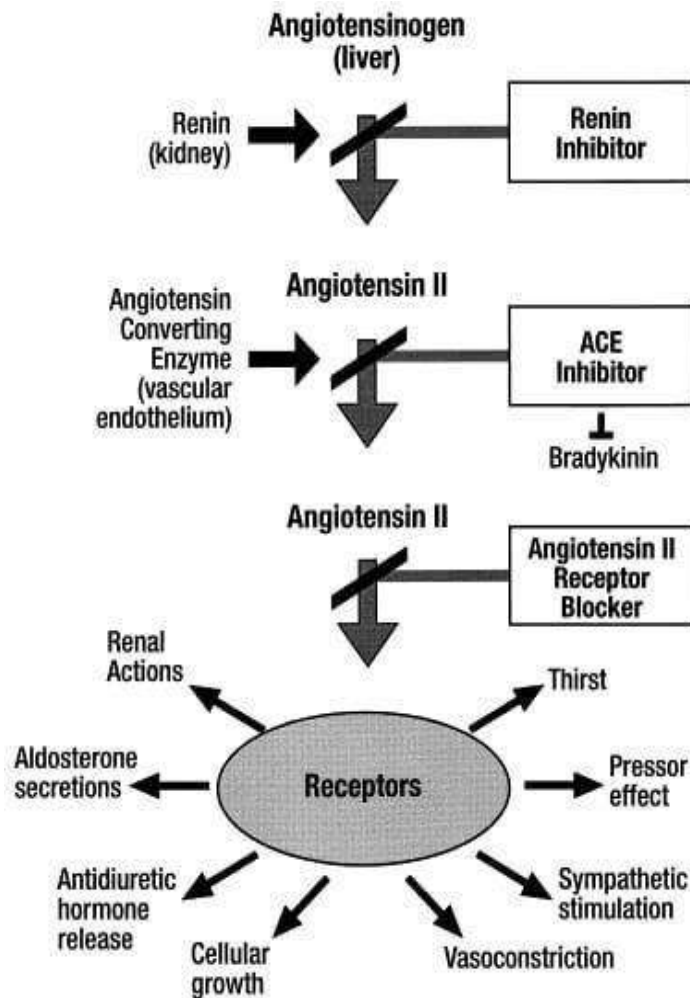 Angiotensinogen
(liver)
Renin
(kidney)
Renin
Inhibitor
Angiotensin II
Angiotensin
Converting
Enzyme
(vascular
endothelium)
ACE
Inhibitor
Bradykinin
Angiotensin II
Angiotensin II
Receptor
Blocker
Renal
Actions
Thirst
Aldosterone
secretions
Receptors
Pressor
effect
Antidiuretic
hormone
release
Cellular
growth
Vasoconstriction
Sympathetic
stimulation